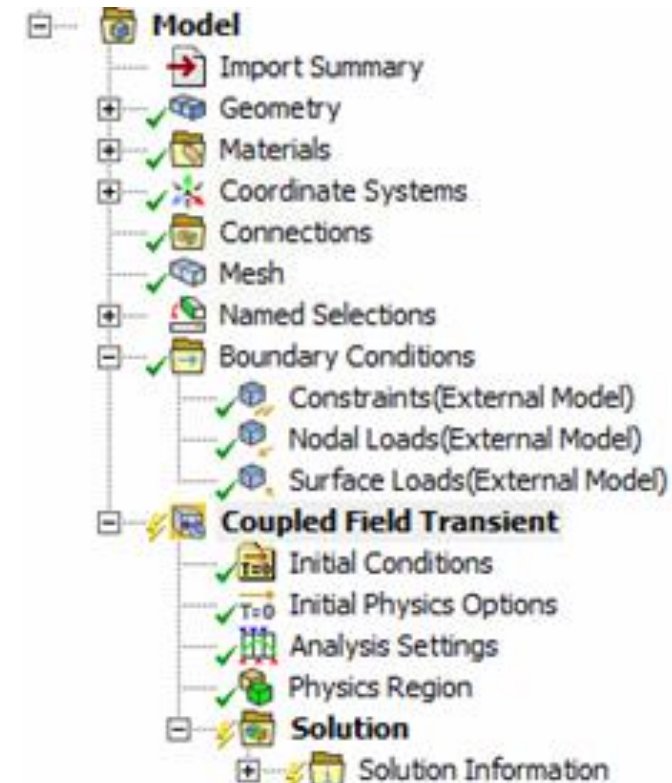 Model
Import Summary
Geometry
Materials
Coordinate Systems
Connections
Mesh
Named Selections
Boundary Conditions
Constraints(External Model)
Nodal Loads(External Model)
Surface Loads(External Model)
Coupled Field Transient
T=0 Initial Conditions
T=0 Initial Physics Options
Analysis Settings
Physics Region
Solution
Solution Information